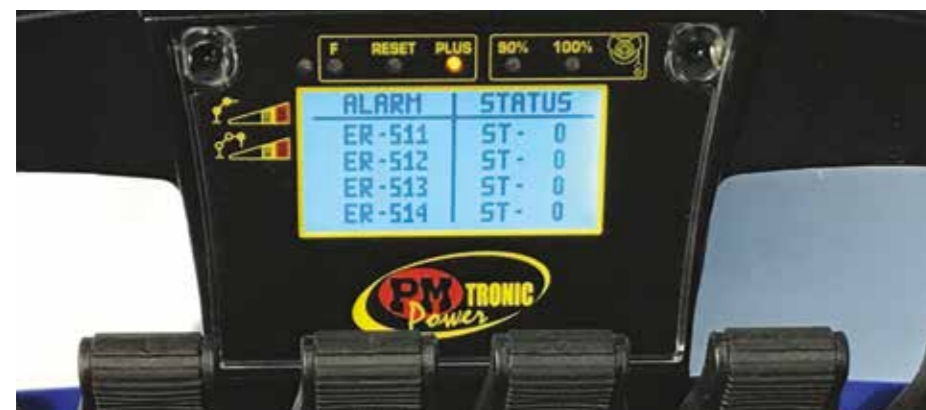 F RESET PLUS 90% 100%
ALARM STATUS
ER-511 ST- 0
ER-512 ST- 0
ER-513 ST- 0
ER-514 ST- 0
PM TRONIC
Power